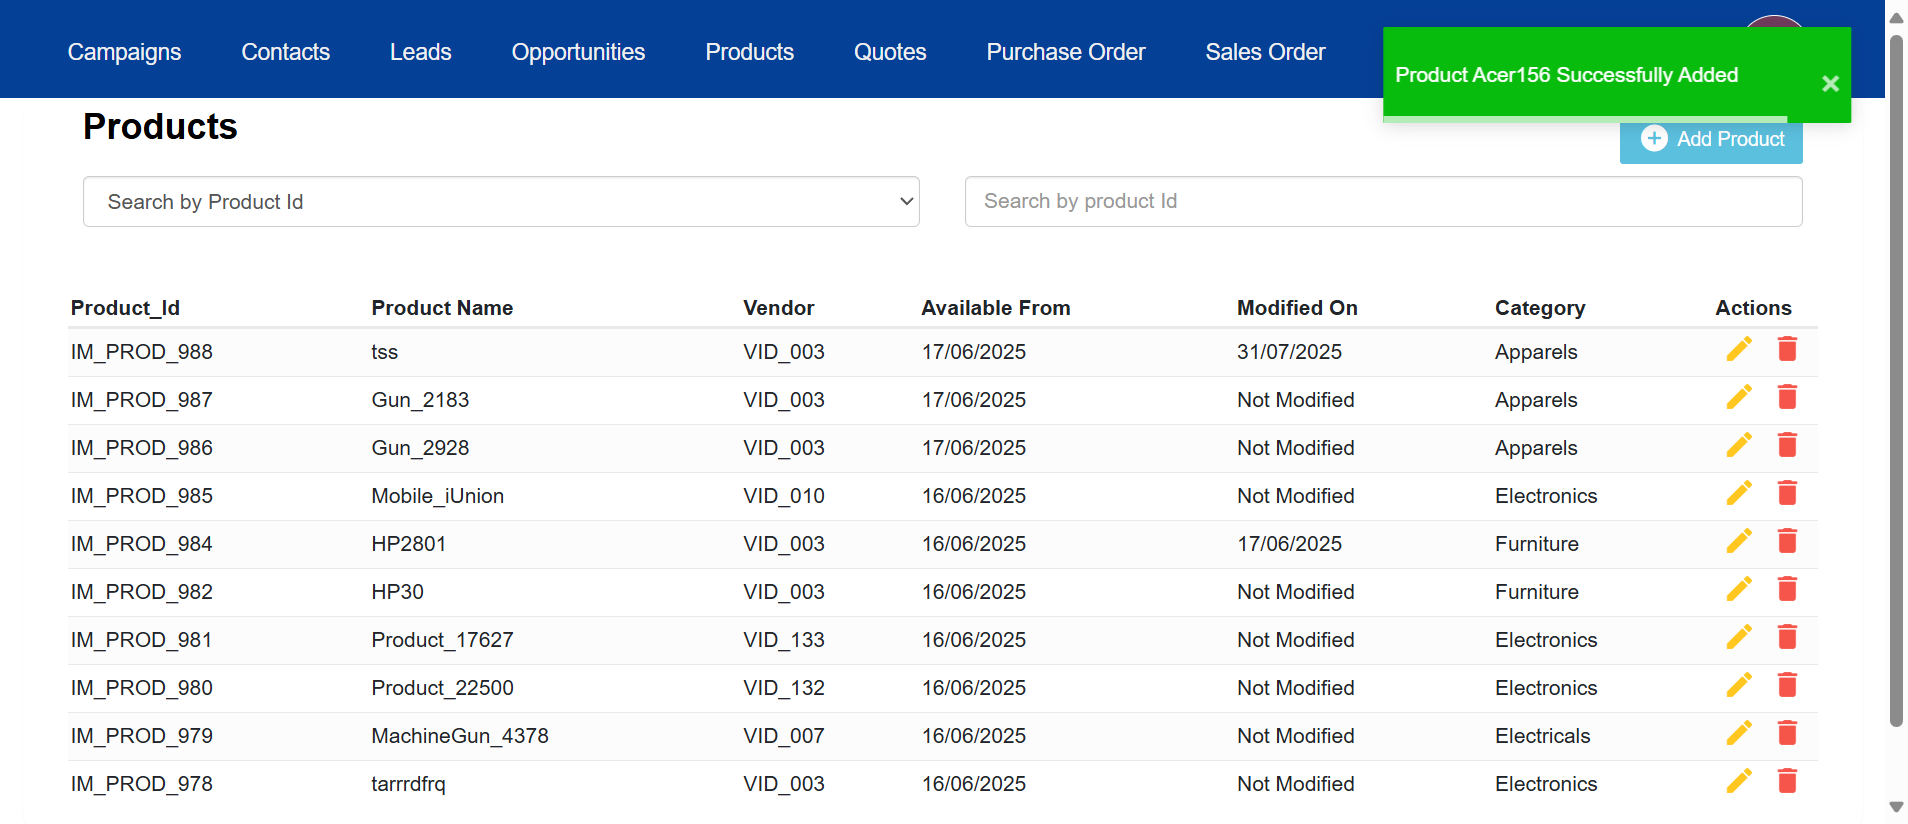 Campaigns Contacts Leads Opportunities Products Quotes Purchase Order Sales Order
Product Acer156 Successfully Added
Products
Add Product
Search by Product Id
Search by product Id
Product_Id Product Name Vendor Available From Modified On Category Actions
IM_PROD_988 tss VID_003 17/06/2025 31/07/2025 Apparels
IM_PROD_987 Gun_2183 VID_003 17/06/2025 Not Modified Apparels
IM_PROD_986 Gun_2928 VID_003 17/06/2025 Not Modified Apparels
IM_PROD_985 Mobile_iUnion VID_010 16/06/2025 Not Modified Electronics
IM_PROD_984 HP2801 VID_003 16/06/2025 17/06/2025 Furniture
IM_PROD_982 HP30 VID_003 16/06/2025 Not Modified Furniture
IM_PROD_981 Product_17627 VID_133 16/06/2025 Not Modified Electronics
IM_PROD_980 Product_22500 VID_132 16/06/2025 Not Modified Electronics
IM_PROD_979 MachineGun_4378 VID_007 16/06/2025 Not Modified Electricals
IM_PROD_978 tarrrdfrq VID_003 16/06/2025 Not Modified Electronics